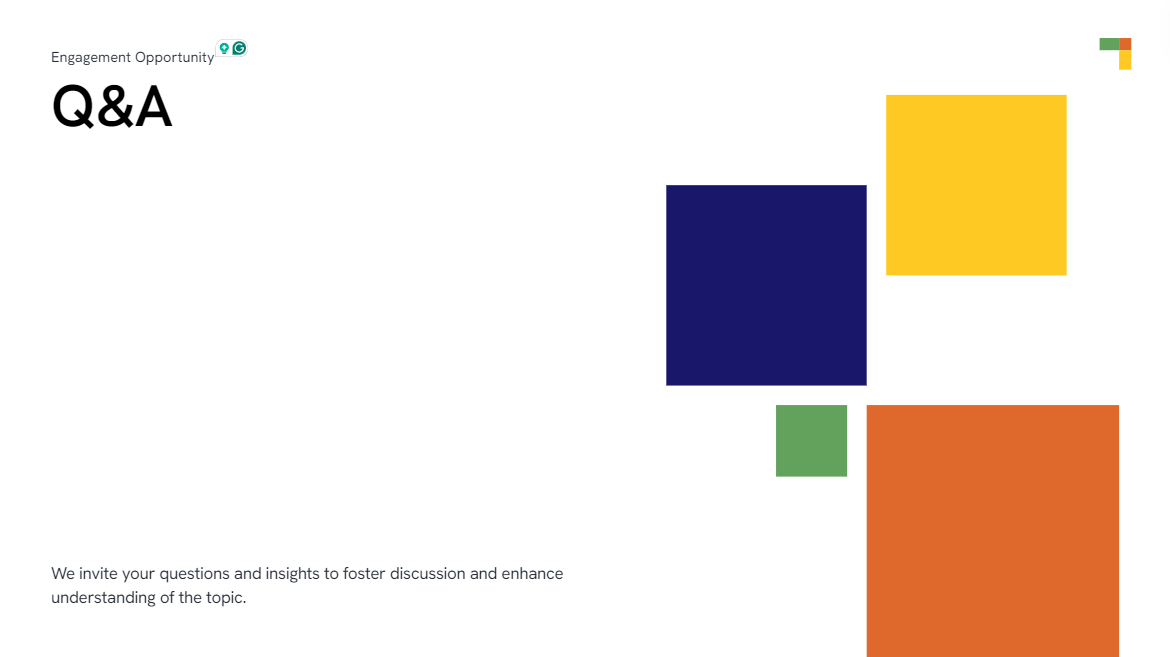 Engagement Opportunity
Q&A
We invite your questions and insights to foster discussion and enhance
understanding of the topic.